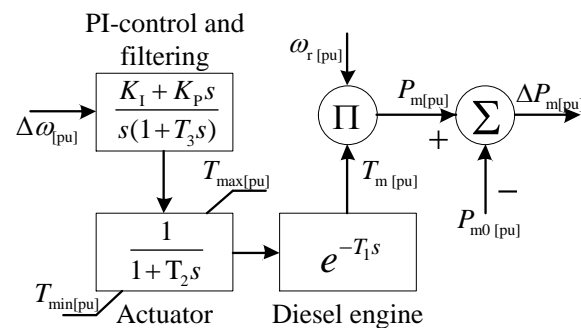 PI-control and
filtering
K_I + K_P s
s(1+T_3 s)
Δω_[pu]
ω_r [pu]
Π
P_m[pu]
+
Σ
ΔP_m[pu]
−
P_m0 [pu]
T_m [pu]
T_max[pu]
1
1+T_2 s
T_min[pu]
Actuator
e^{-T_1 s}
Diesel engine